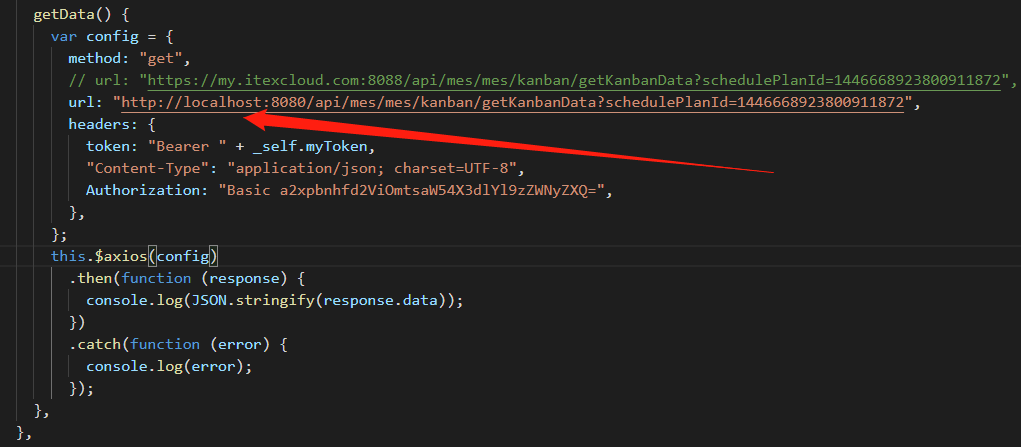 getData() {
var config = {
method: "get",
// url: "https://my.itexcloud.com:8088/api/mes/mes/kanban/getKanbanData?schedulePlanId=1446668923800911872",
url: "http://localhost:8080/api/mes/mes/kanban/getKanbanData?schedulePlanId=1446668923800911872",
headers: {
token: "Bearer " + _self.myToken,
"Content-Type": "application/json; charset=UTF-8",
Authorization: "Basic a2xpbnhfd2ViOmtsaW54X3dlYl9zZWNyZXQ=",
},
};
this.$axios(config)
.then(function (response) {
console.log(JSON.stringify(response.data));
})
.catch(function (error) {
console.log(error);
});
},
},